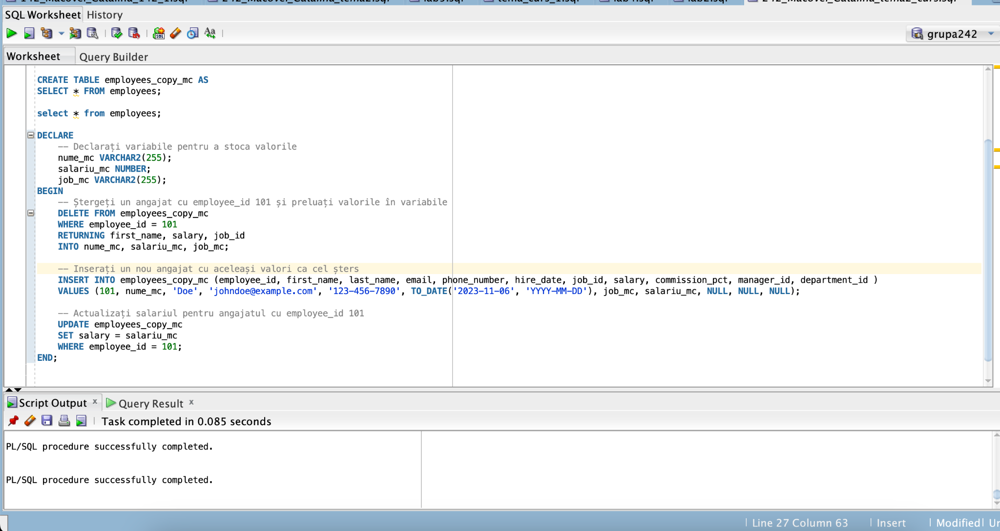 SQL Worksheet History
grupa242
Worksheet Query Builder
CREATE TABLE employees_copy_mc AS
SELECT * FROM employees;
select * from employees;
DECLARE
-- Declarați variabile pentru a stoca valorile
nume_mc VARCHAR2(255);
salariu_mc NUMBER;
job_mc VARCHAR2(255);
BEGIN
-- Ștergeți un angajat cu employee_id 101 și preluați valorile în variabile
DELETE FROM employees_copy_mc
WHERE employee_id = 101
RETURNING first_name, salary, job_id
INTO nume_mc, salariu_mc, job_mc;
-- Inserați un nou angajat cu aceleași valori ca cel șters
INSERT INTO employees_copy_mc (employee_id, first_name, last_name, email, phone_number, hire_date, job_id, salary, commission_pct, manager_id, department_id )
VALUES (101, nume_mc, 'Doe', 'johndoe@example.com', '123-456-7890', TO_DATE('2023-11-06', 'YYYY-MM-DD'), job_mc, salariu_mc, NULL, NULL, NULL);
-- Actualizați salariul pentru angajatul cu employee_id 101
UPDATE employees_copy_mc
SET salary = salariu_mc
WHERE employee_id = 101;
END;
Script Output x Query Result x
Task completed in 0.085 seconds
PL/SQL procedure successfully completed.
PL/SQL procedure successfully completed.
Line 27 Column 63 Insert Modified